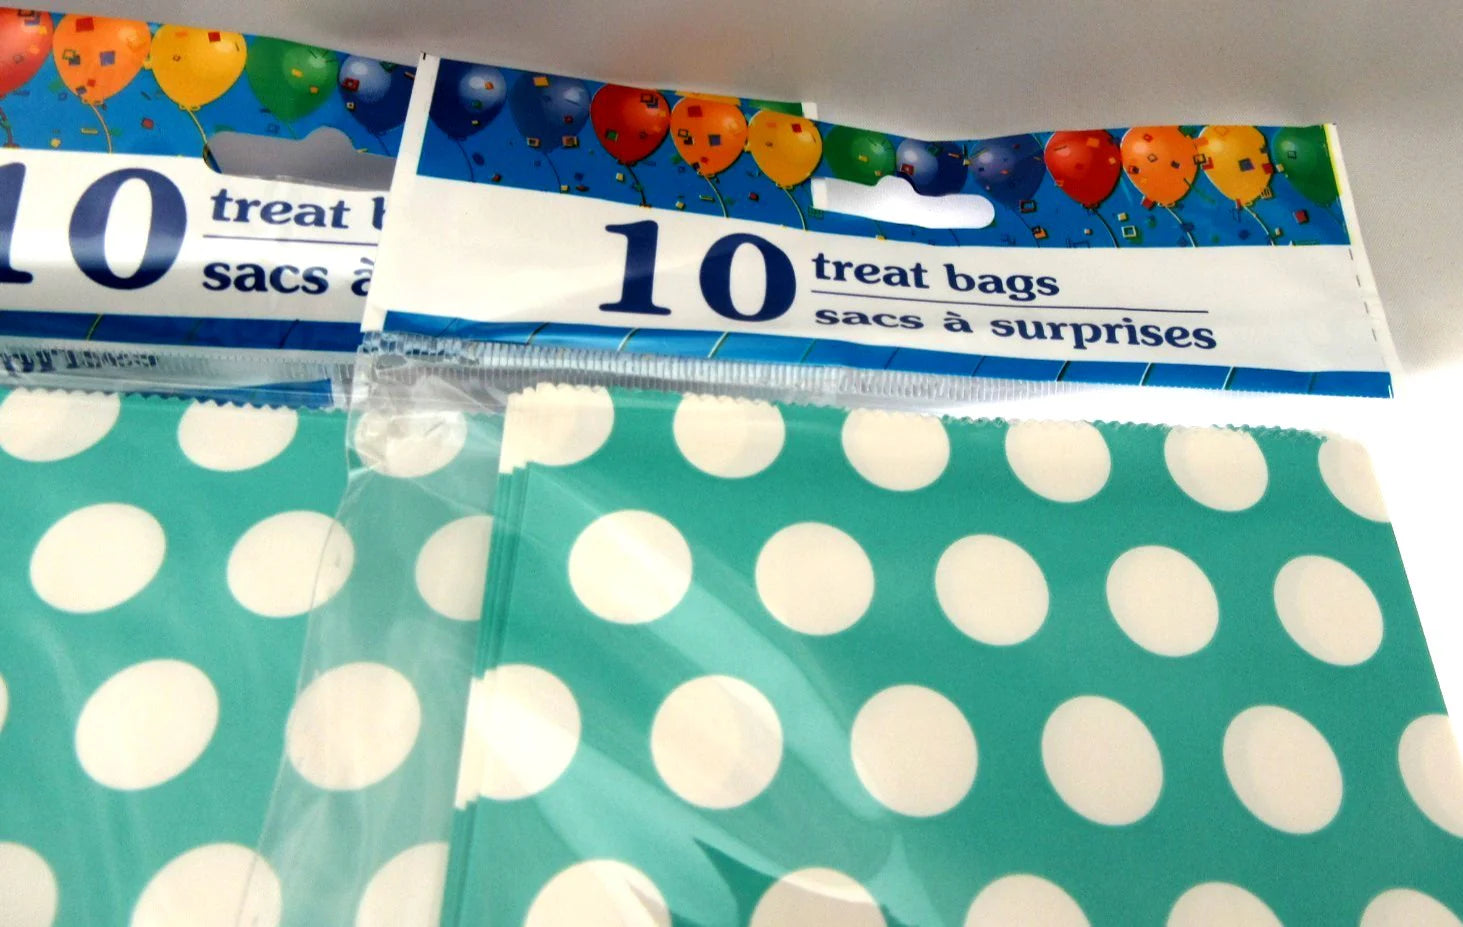 10 treat
sacs à
10 treat bags
sacs à surprises